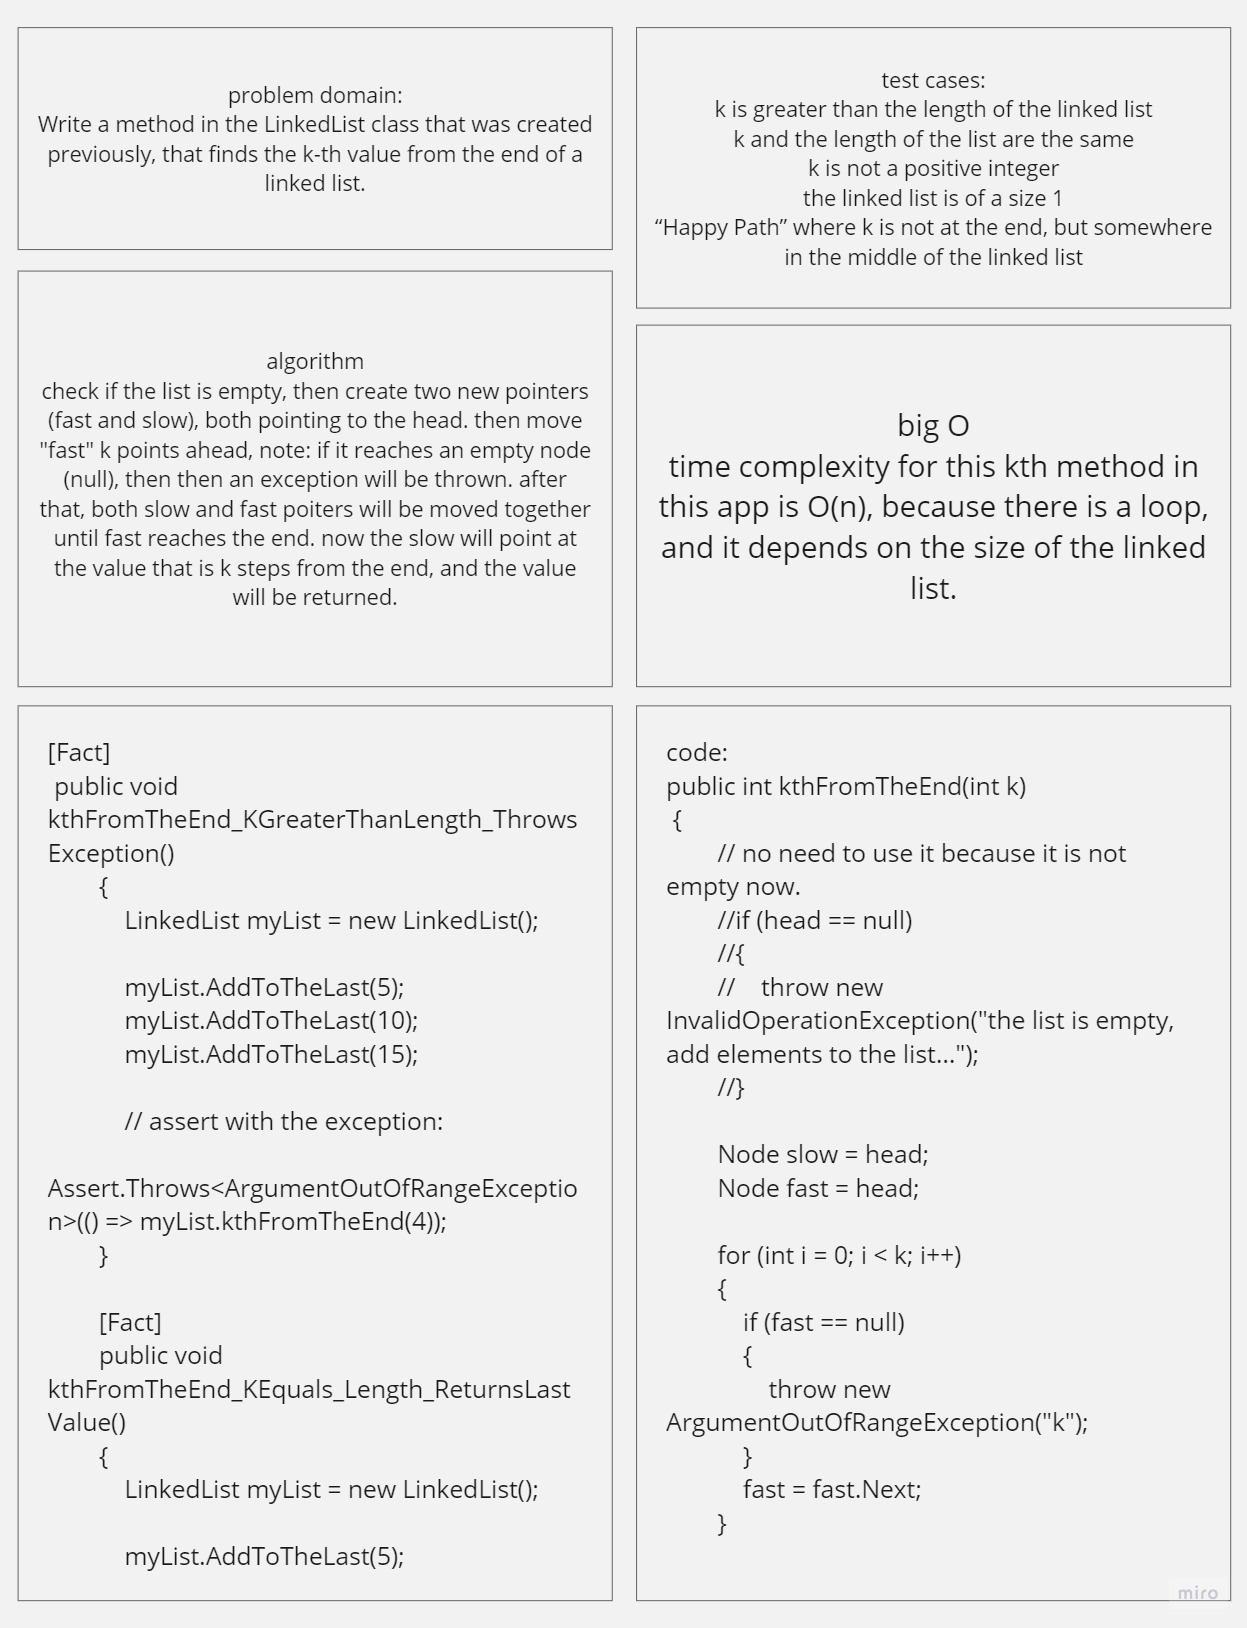 problem domain:
Write a method in the LinkedList class that was created
previously, that finds the k-th value from the end of a
linked list.
test cases:
k is greater than the length of the linked list
k and the length of the list are the same
k is not a positive integer
the linked list is of a size 1
“Happy Path” where k is not at the end, but somewhere
in the middle of the linked list
algorithm
check if the list is empty, then create two new pointers
(fast and slow), both pointing to the head. then move
"fast" k points ahead, note: if it reaches an empty node
(null), then then an exception will be thrown. after
that, both slow and fast poiters will be moved together
until fast reaches the end. now the slow will point at
the value that is k steps from the end, and the value
will be returned.
big O
time complexity for this kth method in
this app is O(n), because there is a loop,
and it depends on the size of the linked
list.
[Fact]
public void
kthFromTheEnd_KGreaterThanLength_Throws
Exception()
{
LinkedList myList = new LinkedList();
myList.AddToTheLast(5);
myList.AddToTheLast(10);
myList.AddToTheLast(15);
// assert with the exception:
Assert.Throws<ArgumentOutOfRangeExceptio
n>(() => myList.kthFromTheEnd(4));
}
[Fact]
public void
kthFromTheEnd_KEquals_Length_ReturnsLast
Value()
{
LinkedList myList = new LinkedList();
myList.AddToTheLast(5);
code:
public int kthFromTheEnd(int k)
{
// no need to use it because it is not
empty now.
//if (head == null)
//{
// throw new
InvalidOperationException("the list is empty,
add elements to the list...");
//}
Node slow = head;
Node fast = head;
for (int i = 0; i < k; i++)
{
if (fast == null)
{
throw new
ArgumentOutOfRangeException("k");
}
fast = fast.Next;
}
miro